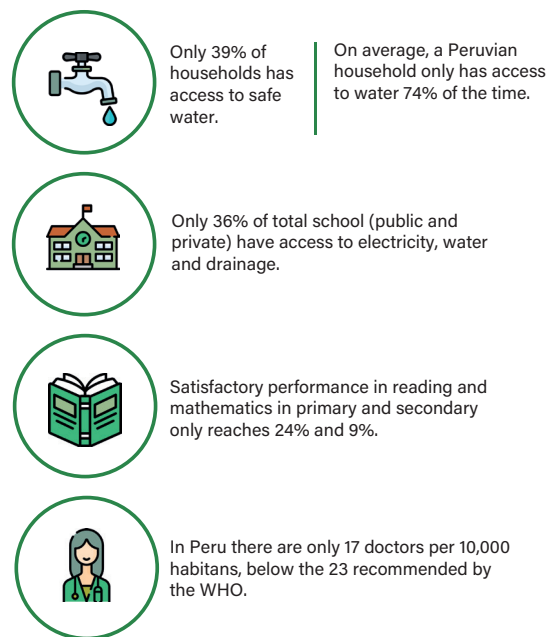 Only 39% of
households has
access to safe
water.
On average, a Peruvian
household only has access
to water 74% of the time.
Only 36% of total school (public and
private) have access to electricity, water
and drainage.
Satisfactory performance in reading and
mathematics in primary and secondary
only reaches 24% and 9%.
In Peru there are only 17 doctors per 10,000
habitans, below the 23 recommended by
the WHO.